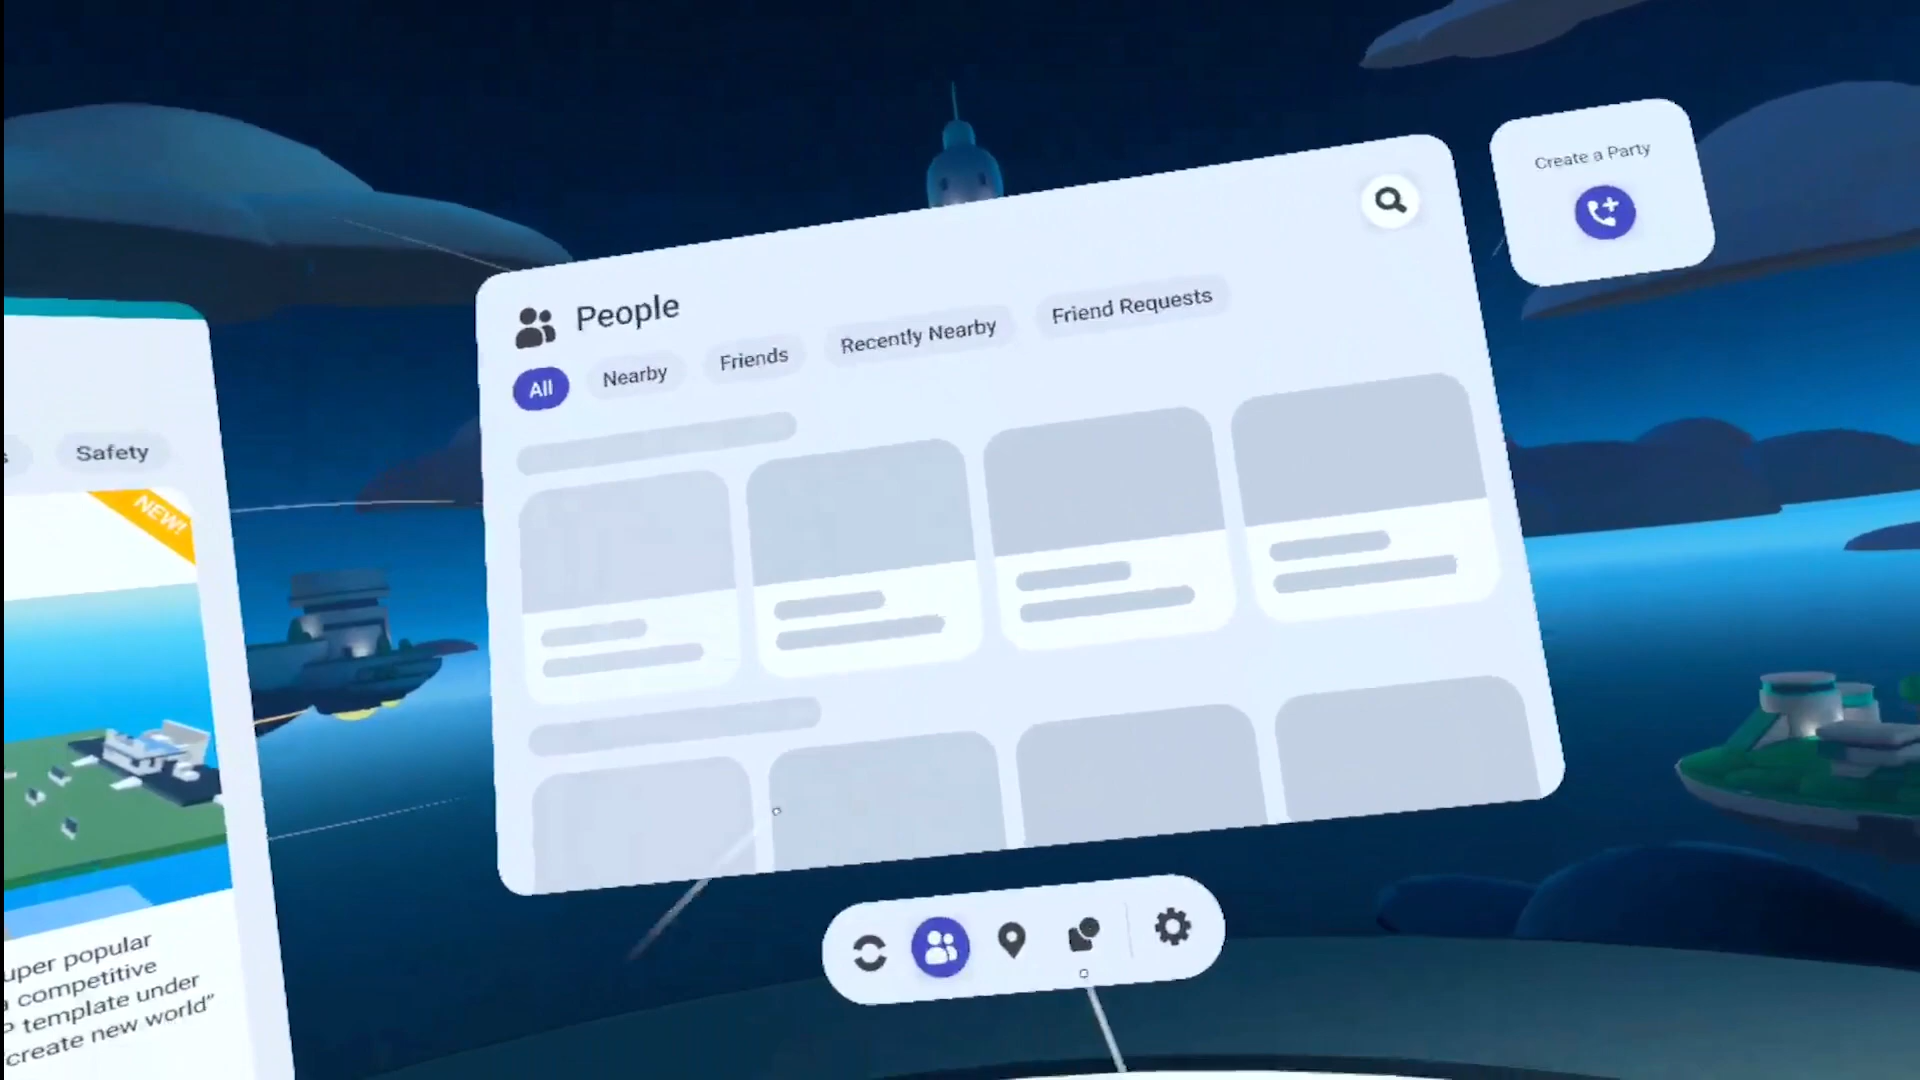 Create a Party
People
All
Nearby
Friends
Recently Nearby
Friend Requests
Safety
NEW!
popular
competitive
template under
create new world”